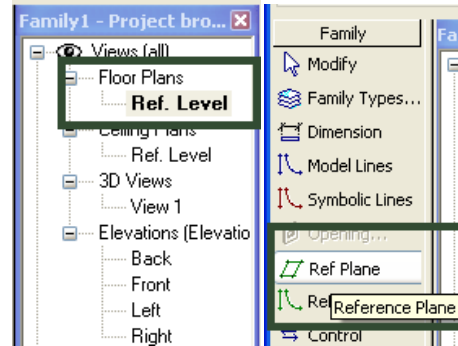 Family1 - Project bro...
Views (all)
Floor Plans
Ref. Level
Ceiling Plans
Ref. Level
3D Views
View 1
Elevations (Elevatio
Back
Front
Left
Right
Family
Modify
Family Types...
Dimension
Model Lines
Symbolic Lines
Opening...
Ref Plane
Reference Plane
Control
Fa